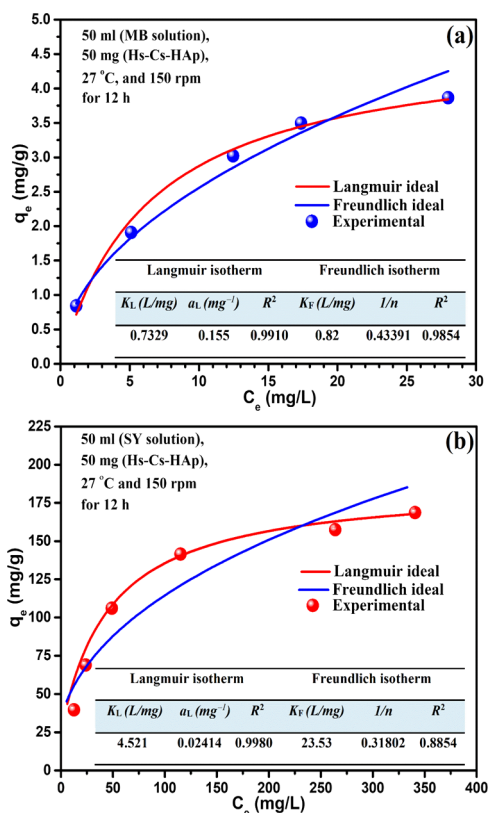 (a)
50 ml (MB solution),
50 mg (Hs-Cs-HAp),
27 °C, and 150 rpm
for 12 h
5.0
4.5
4.0
3.5
3.0
2.5
2.0
1.5
1.0
0.5
0.0
qe (mg/g)
Langmuir ideal
Freundlich ideal
Experimental
Langmuir isotherm Freundlich isotherm
KL (L/mg) aL (mg⁻¹) R² KF (L/mg) 1/n R²
0.7329 0.155 0.9910 0.82 0.43391 0.9854
0 5 10 15 20 25 30
Ce (mg/L)
(b)
50 ml (SY solution),
50 mg (Hs-Cs-HAp),
27 °C and 150 rpm
for 12 h
225
200
175
150
125
100
75
50
25
0
qe (mg/g)
Langmuir ideal
Freundlich ideal
Experimental
Langmuir isotherm Freundlich isotherm
KL (L/mg) aL (mg⁻¹) R² KF (L/mg) 1/n R²
4.521 0.02414 0.9980 23.53 0.31802 0.8854
0 50 100 150 200 250 300 350 400
Ce (mg/L)